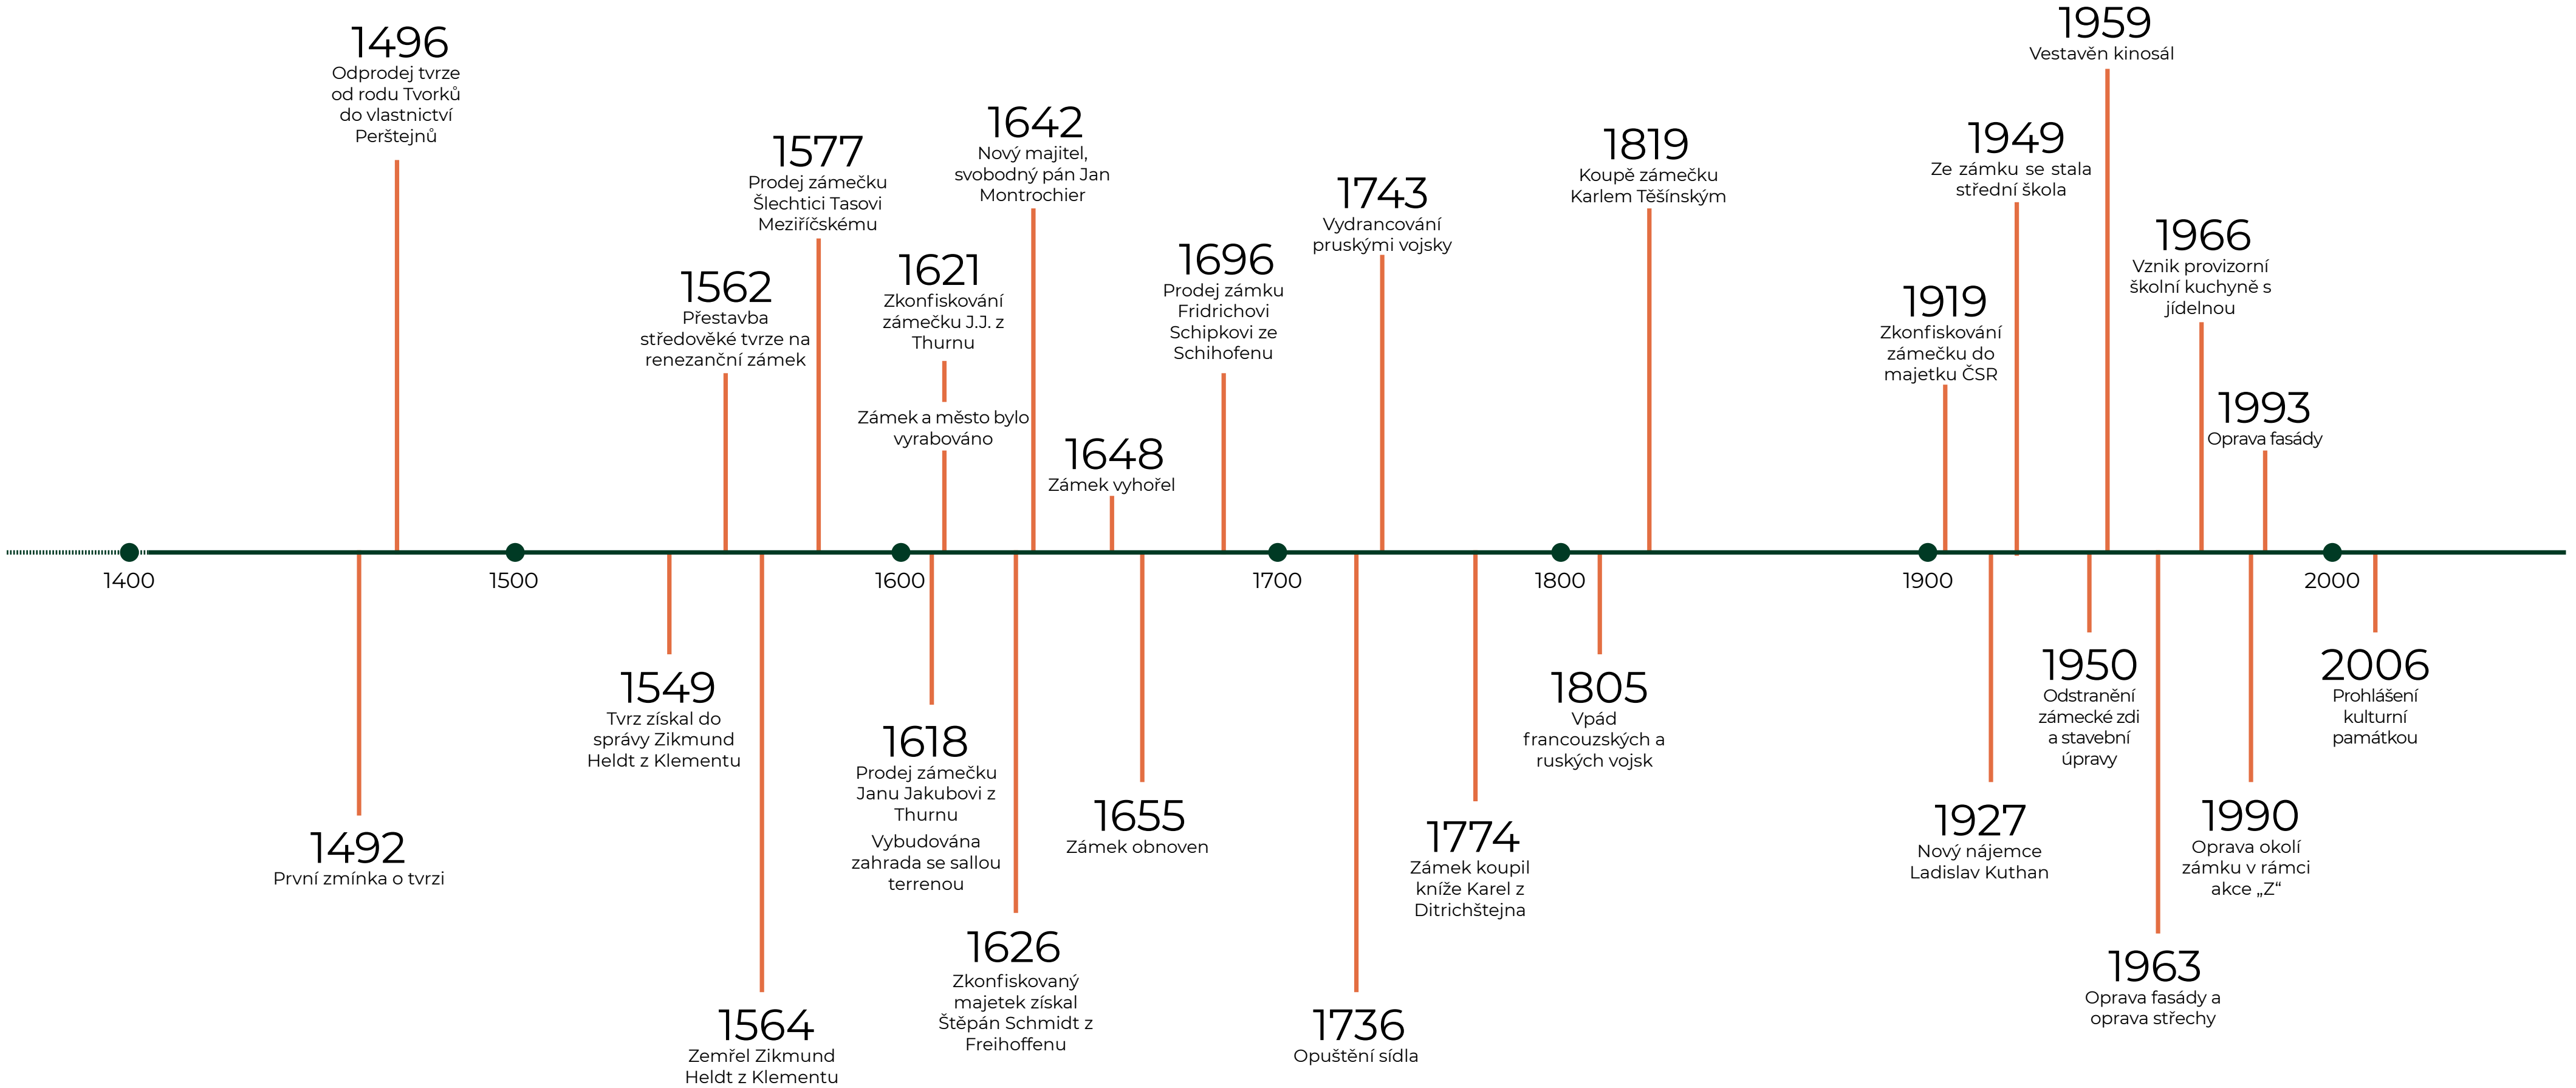 1496
Odprodej tvrze
od rodu Tvorků
do vlastnictví
Perštejnů
1562
Přestavba
středověké tvrze na
renezanční zámek
1577
Prodej zámečku
Šlechtici Tasovi
Meziříčskému
1621
Zkonfiskování
zámečku J.J. z
Thurnu
Zámek a město bylo
vyrabováno
1642
Nový majitel,
svobodný pán Jan
Montrochier
1648
Zámek vyhořel
1696
Prodej zámku
Fridrichovi
Schipkovi ze
Schihofenu
1743
Vydrancování
pruskými vojsky
1819
Koupě zámečku
Karlem Těšínským
1919
Zkonfiskování
zámečku do
majetku ČSR
1949
Ze zámku se stala
střední škola
1959
Vestavěn kinosál
1966
Vznik provizorní
školní kuchyně s
jídelnou
1993
Oprava fasády
1400
1500
1600
1700
1800
1900
2000
1492
První zmínka o tvrzi
1549
Tvrz získal do
správy Zikmund
Heldt z Klementu
1564
Zemřel Zikmund
Heldt z Klementu
1618
Prodej zámečku
Janu Jakubovi z
Thurnu
Vybudována
zahrada se sallou
terrenou
1626
Zkonfiskovaný
majetek získal
Štěpán Schmidt z
Freihoffenu
1655
Zámek obnoven
1736
Opuštění sídla
1774
Zámek koupil
kníže Karel z
Ditrichštejna
1805
Vpád
francouzských a
ruských vojsk
1927
Nový nájemce
Ladislav Kuthan
1950
Odstranění
zámecké zdi
a stavební
úpravy
1963
Oprava fasády a
oprava střechy
1990
Oprava okolí
zámku v rámci
akce „Z“
2006
Prohlášení
kulturní
památkou